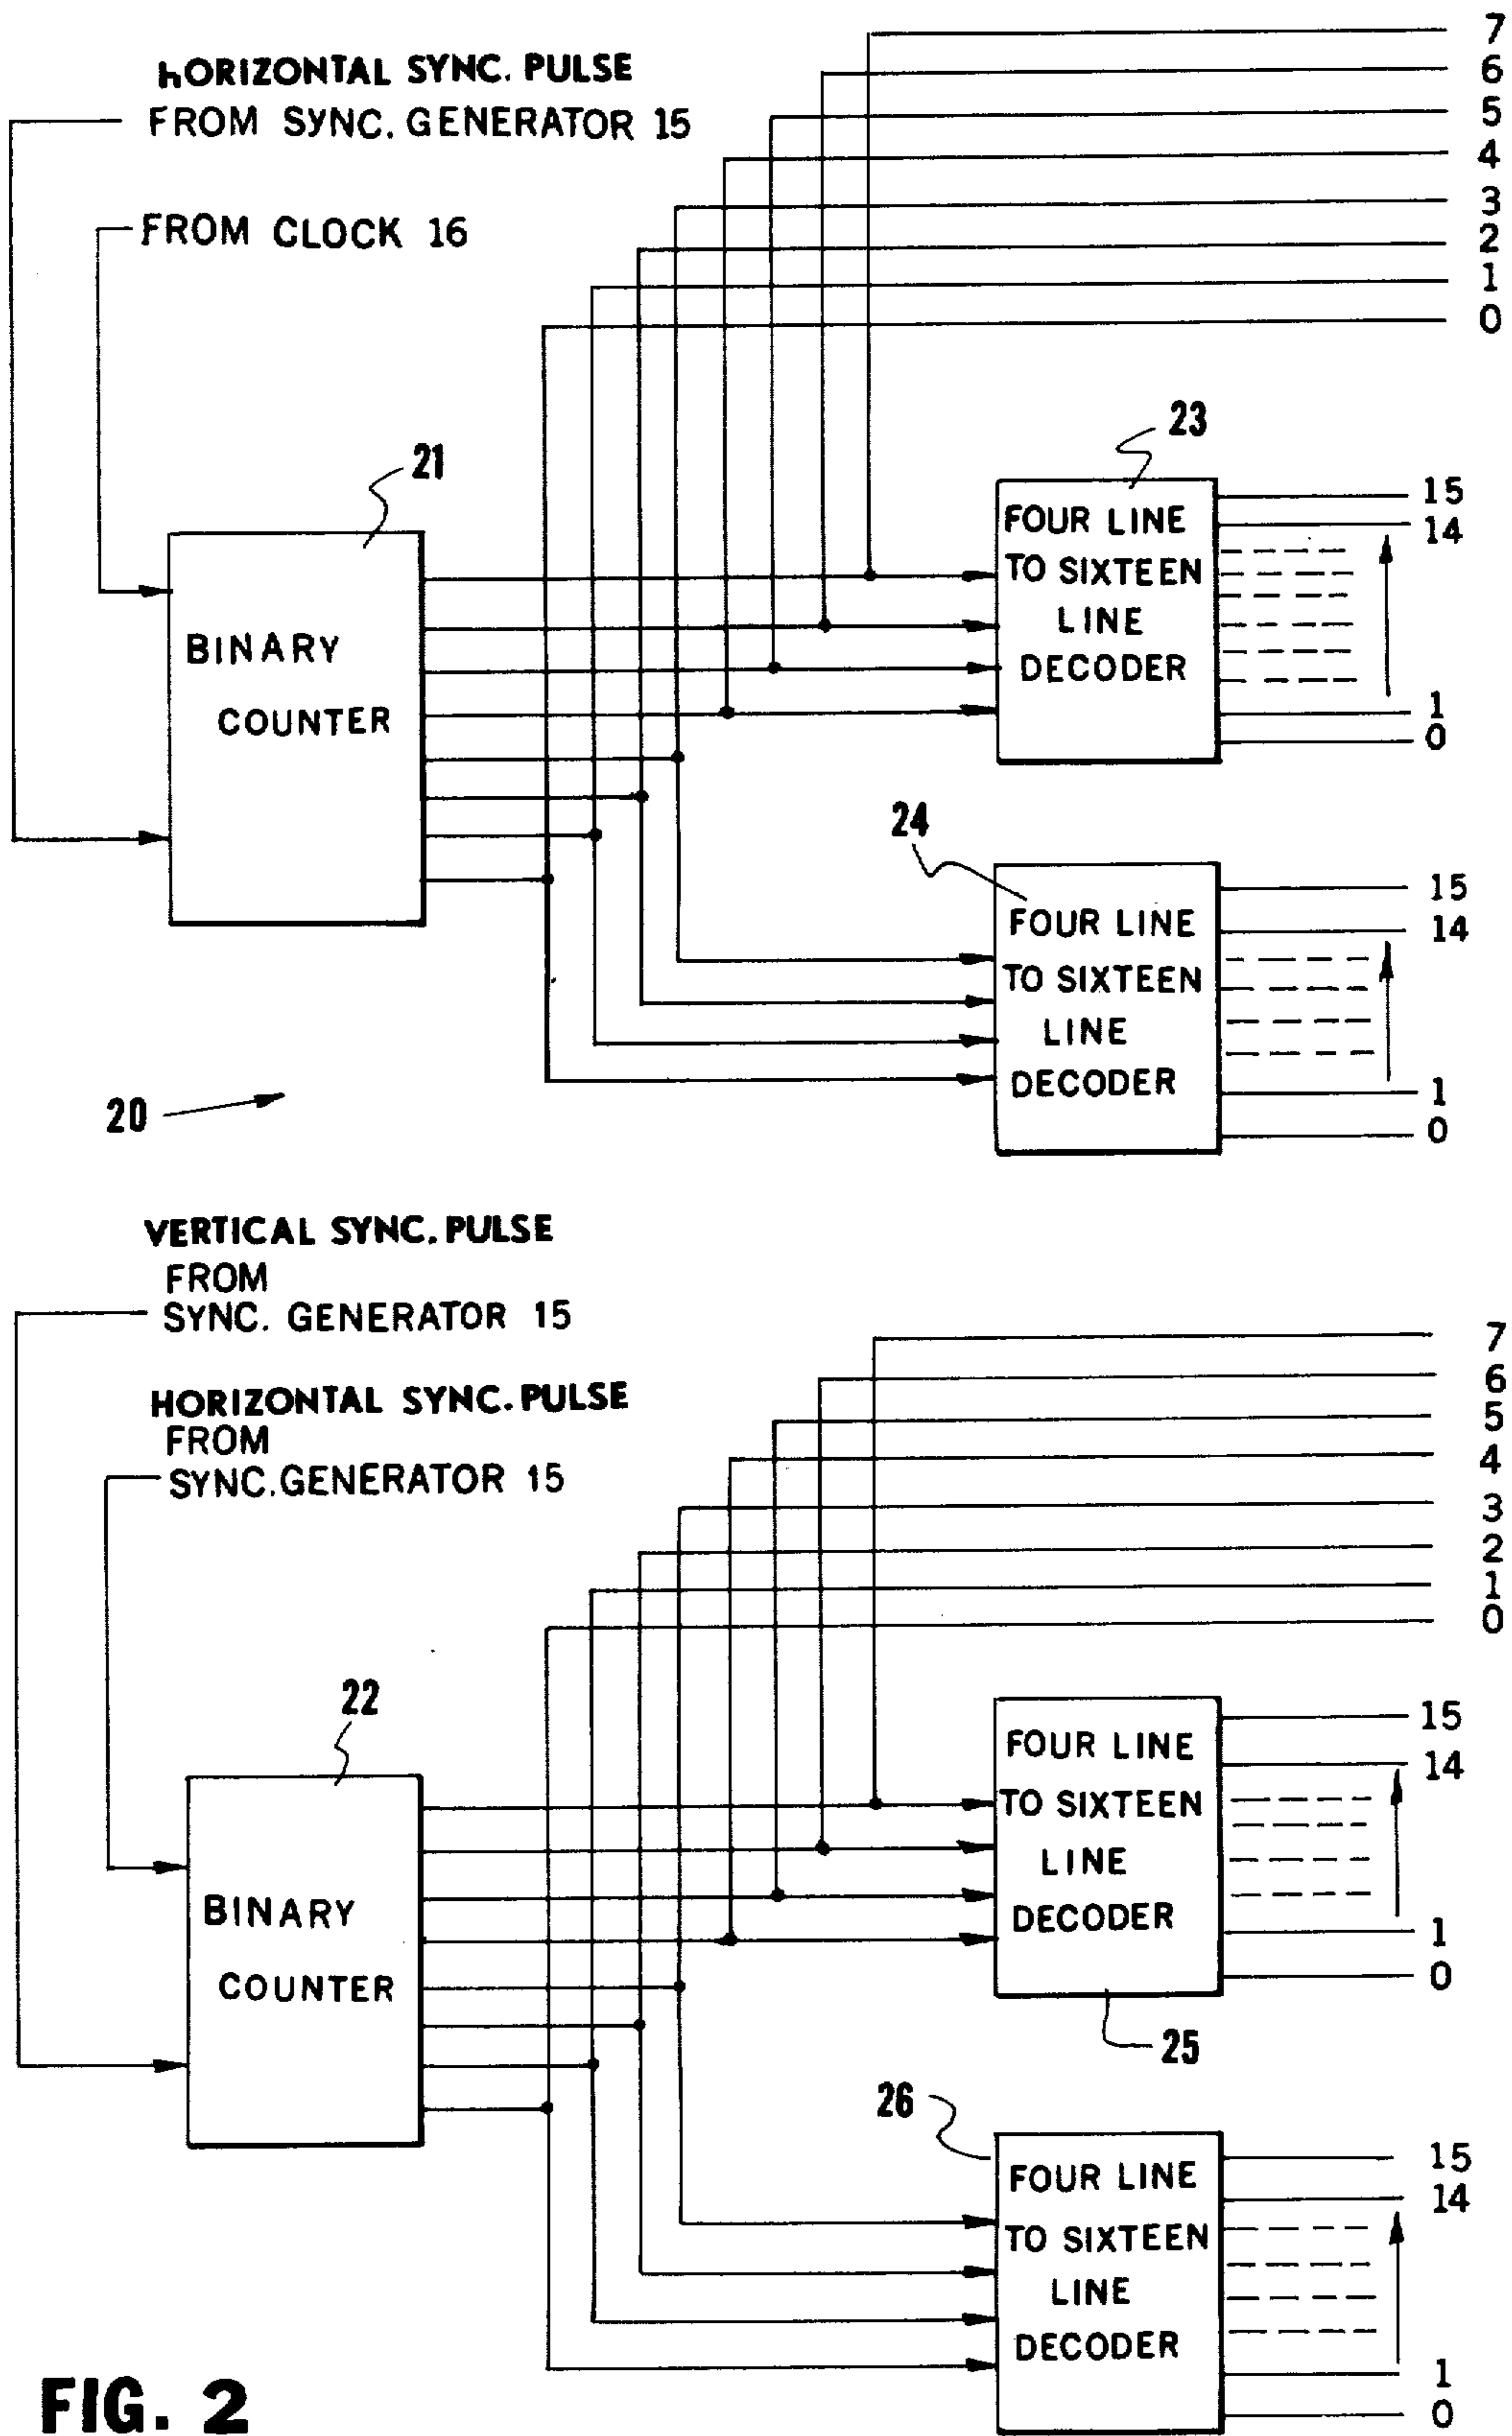 7
6
5
4
3
2
1
0
hORIZONTAL SYNC. PULSE
FROM SYNC. GENERATOR 15
FROM CLOCK 16
21
BINARY
COUNTER
23
FOUR LINE
TO SIXTEEN
LINE
DECODER
15
14
1
0
24
FOUR LINE
TO SIXTEEN
LINE
DECODER
15
14
1
0
20
VERTICAL SYNC. PULSE
FROM
SYNC. GENERATOR 15
HORIZONTAL SYNC. PULSE
FROM
SYNC. GENERATOR 15
7
6
5
4
3
2
1
0
22
BINARY
COUNTER
FOUR LINE
TO SIXTEEN
LINE
DECODER
15
14
1
0
25
26
FOUR LINE
TO SIXTEEN
LINE
DECODER
15
14
1
0
FIG. 2